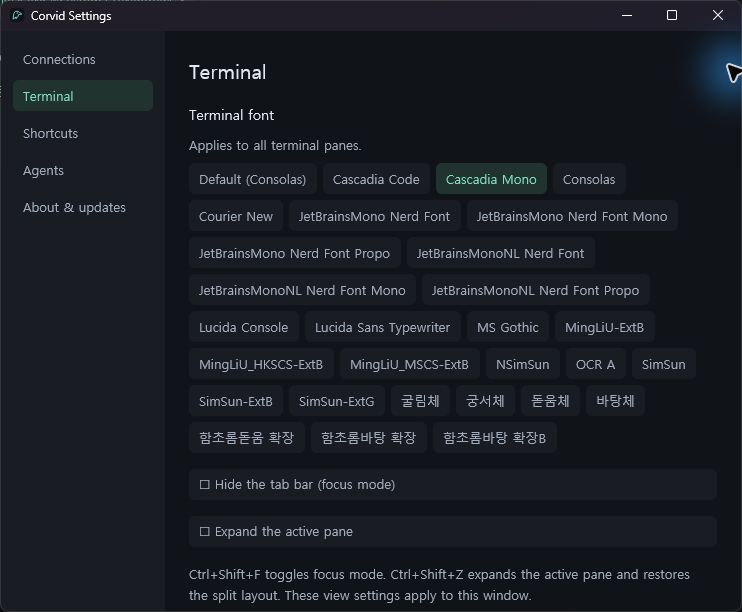 Corvid Settings
Connections
Terminal
Shortcuts
Agents
About & updates
Terminal
Terminal font
Applies to all terminal panes.
Default (Consolas) Cascadia Code Cascadia Mono Consolas
Courier New JetBrainsMono Nerd Font JetBrainsMono Nerd Font Mono
JetBrainsMono Nerd Font Propo JetBrainsMonoNL Nerd Font
JetBrainsMonoNL Nerd Font Mono JetBrainsMonoNL Nerd Font Propo
Lucida Console Lucida Sans Typewriter MS Gothic MingLiU-ExtB
MingLiU_HKSCS-ExtB MingLiU_MSCS-ExtB NSimSun OCR A SimSun
SimSun-ExtB SimSun-ExtG 굴림체 궁서체 돋움체 바탕체
함초롬돋움 확장 함초롬바탕 확장 함초롬바탕 확장B
Hide the tab bar (focus mode)
Expand the active pane
Ctrl+Shift+F toggles focus mode. Ctrl+Shift+Z expands the active pane and restores
the split layout. These view settings apply to this window.